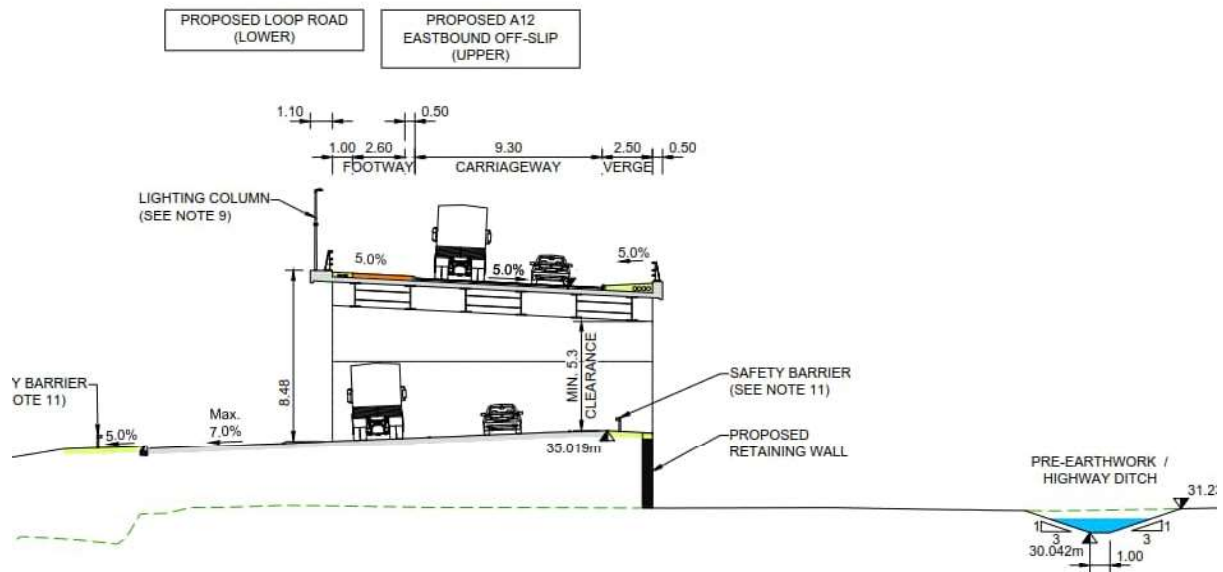 PROPOSED LOOP ROAD
(LOWER)
PROPOSED A12
EASTBOUND OFF-SLIP
(UPPER)
1.10
0.50
1.00 2.60 9.30 2.50 0.50
FOOTWAY CARRIAGEWAY VERGE
LIGHTING COLUMN
(SEE NOTE 9)
5.0%
5.0%
5.0%
8.48
MIN. 5.3
CLEARANCE
Y BARRIER
OTE 11)
5.0%
Max.
7.0%
SAFETY BARRIER
(SEE NOTE 11)
35.019m
PROPOSED
RETAINING WALL
PRE-EARTHWORK /
HIGHWAY DITCH
31.23
1
3
1
3
30.042m
1.00